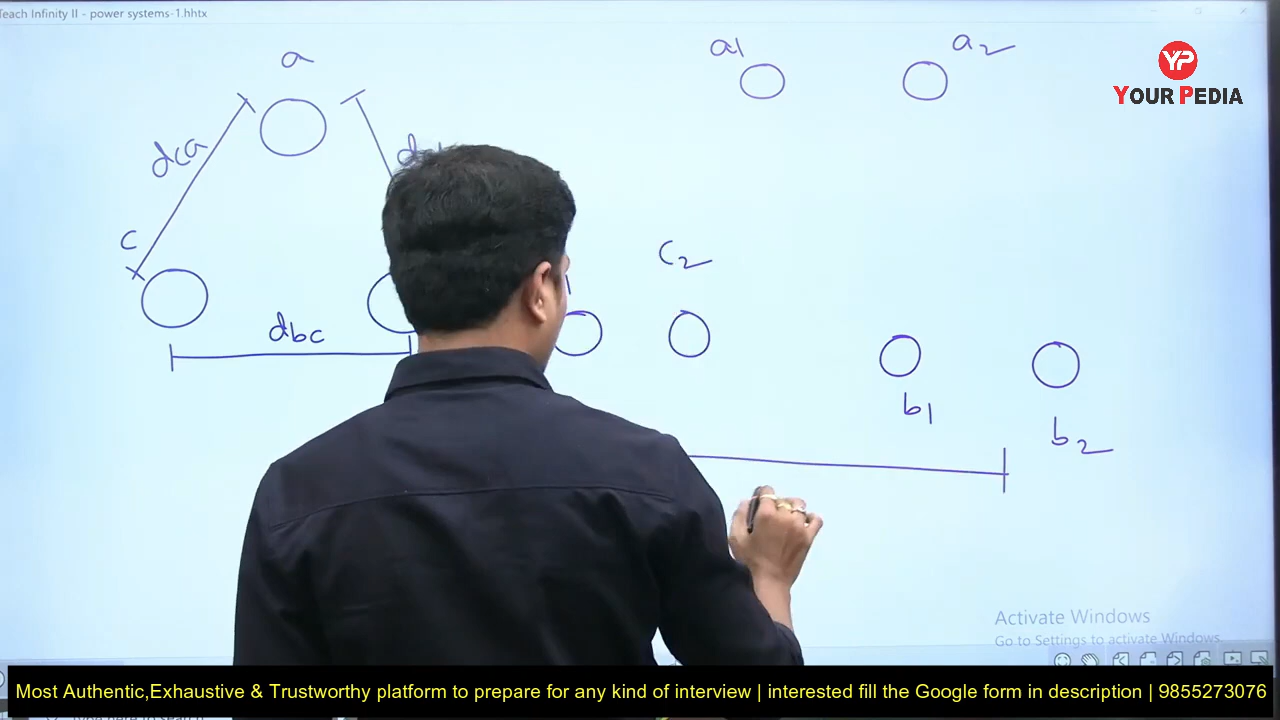 Teach Infinity II - power systems-1.hhtx
a
a1
a2
YP
YOUR PEDIA
dca
c
c2
dbc
b1
b2
Activate Windows
Go to Settings to activate Windows.
Most Authentic,Exhaustive & Trustworthy platform to prepare for any kind of interview | interested fill the Google form in description | 9855273076